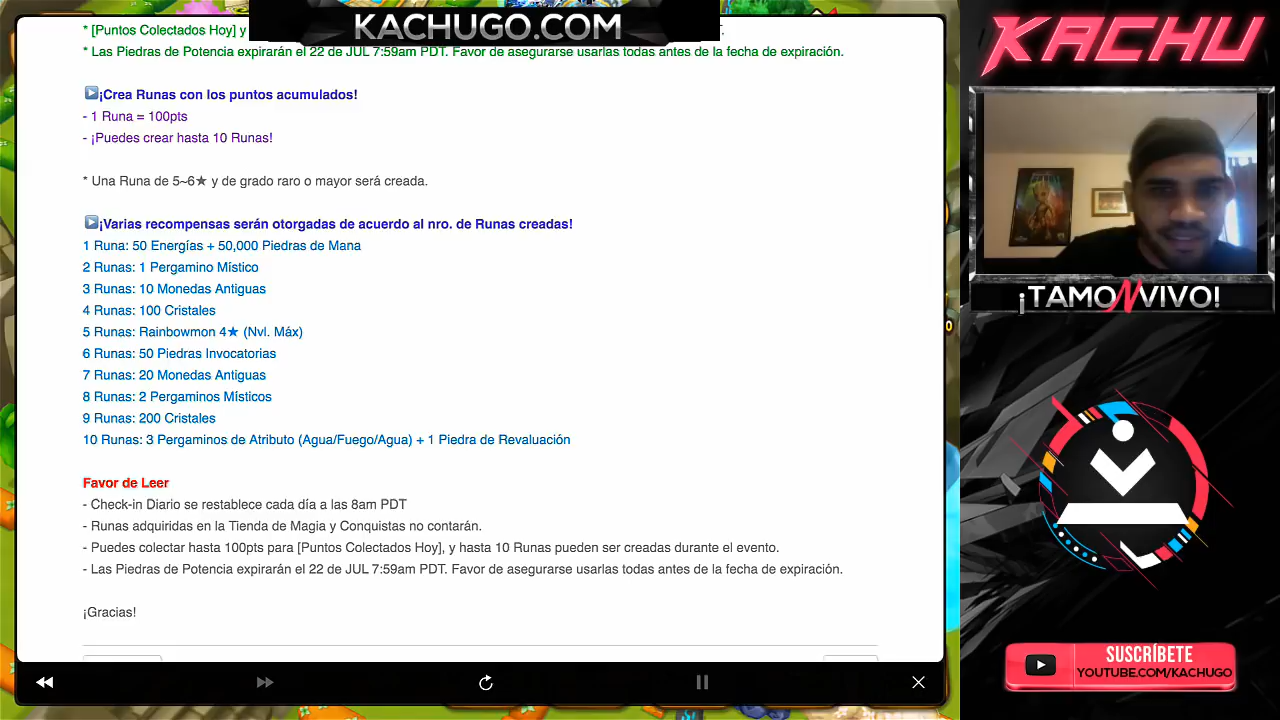 KACHUGO.COM
* [Puntos Colectados Hoy] y
* Las Piedras de Potencia expirarán el 22 de JUL 7:59am PDT. Favor de asegurarse usarlas todas antes de la fecha de expiración.
¡Crea Runas con los puntos acumulados!
- 1 Runa = 100pts
- ¡Puedes crear hasta 10 Runas!
* Una Runa de 5~6★ y de grado raro o mayor será creada.
¡Varias recompensas serán otorgadas de acuerdo al nro. de Runas creadas!
1 Runa: 50 Energías + 50,000 Piedras de Mana
2 Runas: 1 Pergamino Místico
3 Runas: 10 Monedas Antiguas
4 Runas: 100 Cristales
5 Runas: Rainbowmon 4★ (Nvl. Máx)
6 Runas: 50 Piedras Invocatorias
7 Runas: 20 Monedas Antiguas
8 Runas: 2 Pergaminos Místicos
9 Runas: 200 Cristales
10 Runas: 3 Pergaminos de Atributo (Agua/Fuego/Agua) + 1 Piedra de Revaluación
Favor de Leer
- Check-in Diario se restablece cada día a las 8am PDT
- Runas adquiridas en la Tienda de Magia y Conquistas no contarán.
- Puedes colectar hasta 100pts para [Puntos Colectados Hoy], y hasta 10 Runas pueden ser creadas durante el evento.
- Las Piedras de Potencia expirarán el 22 de JUL 7:59am PDT. Favor de asegurarse usarlas todas antes de la fecha de expiración.
¡Gracias!
KACHU
¡TAMONVIVO!
SUSCRÍBETE
YOUTUBE.COM/KACHUGO